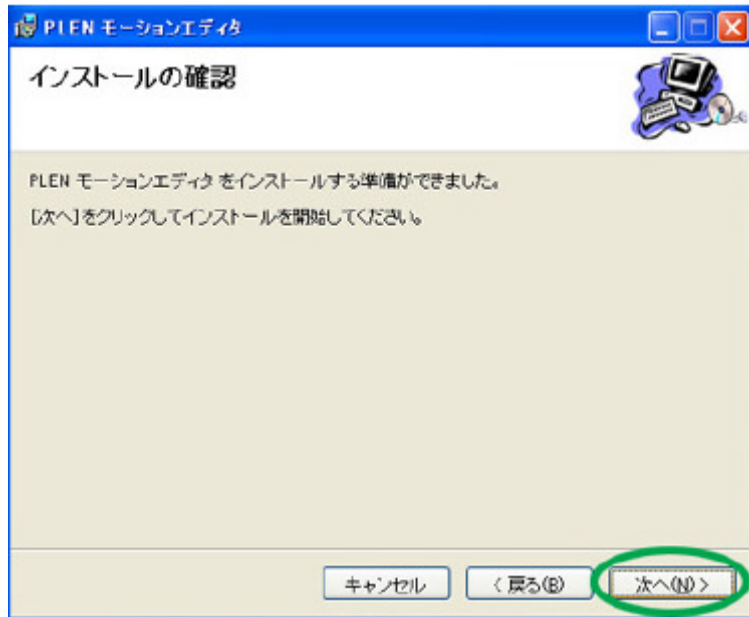 PLEN モーションエディタ
インストールの確認
PLEN モーションエディタ をインストールする準備ができました。
[次へ]をクリックしてインストールを開始してください。
キャンセル
< 戻る(B)
次へ(N) >